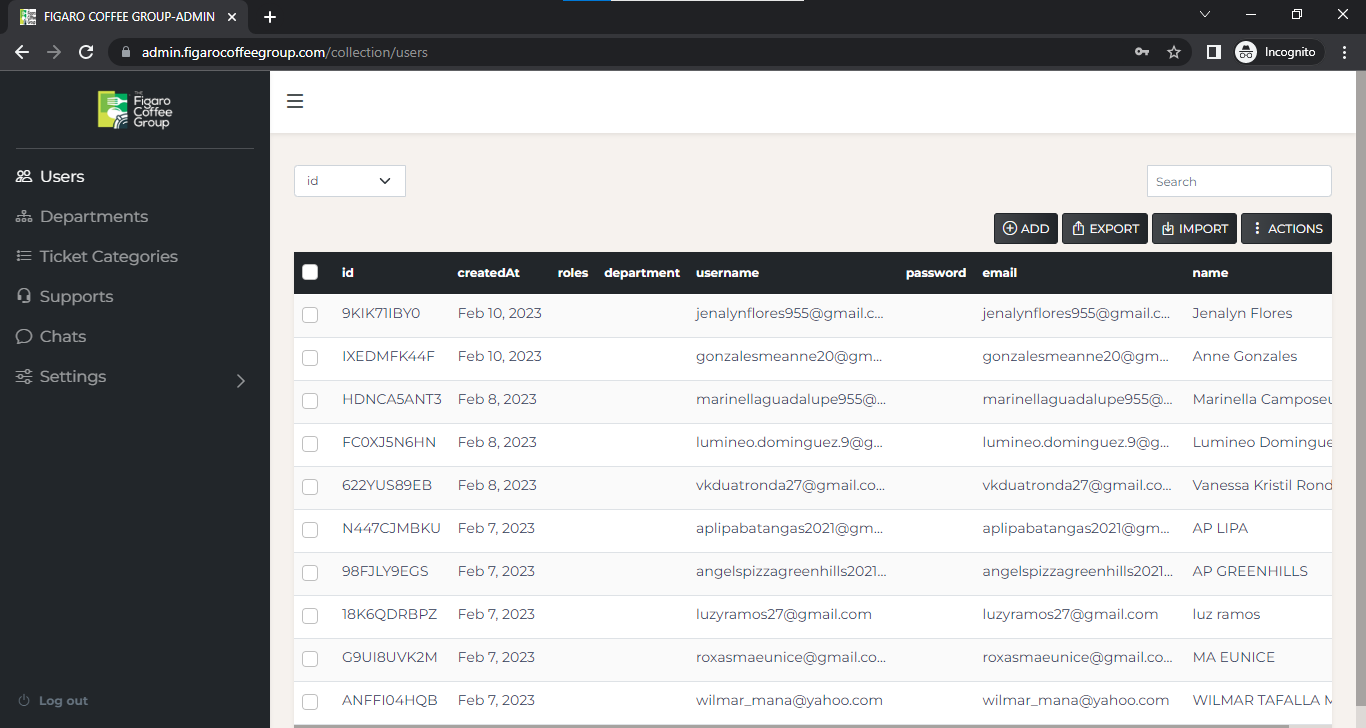 FIGARO COFFEE GROUP-ADMIN
admin.figarocoffeegroup.com/collection/users
Incognito
THE
Figaro
Coffee
Group
Users
Departments
Ticket Categories
Supports
Chats
Settings
Log out
id
Search
ADD EXPORT IMPORT ACTIONS
id createdAt roles department username password email name
9KIK71IBY0 Feb 10, 2023 jenalynflores955@gmail.c... jenalynflores955@gmail.c... Jenalyn Flores
IXEDMFK44F Feb 10, 2023 gonzalesmeanne20@gm... gonzalesmeanne20@gm... Anne Gonzales
HDNCA5ANT3 Feb 8, 2023 marinellaguadalupe955@... marinellaguadalupe955@... Marinella Camposeu
FC0XJ5N6HN Feb 8, 2023 lumineo.dominguez.9@g... lumineo.dominguez.9@g... Lumineo Domingue
622YUS89EB Feb 8, 2023 vkduatronda27@gmail.co... vkduatronda27@gmail.co... Vanessa Kristil Rond
N447CJMBKU Feb 7, 2023 aplipabatangas2021@gm... aplipabatangas2021@gm... AP LIPA
98FJLY9EGS Feb 7, 2023 angelspizzagreenhills2021... angelspizzagreenhills2021... AP GREENHILLS
18K6QDRBPZ Feb 7, 2023 luzyramos27@gmail.com luzyramos27@gmail.com luz ramos
G9UI8UVK2M Feb 7, 2023 roxasmaeunice@gmail.co... roxasmaeunice@gmail.co... MA EUNICE
ANFFI04HQB Feb 7, 2023 wilmar_mana@yahoo.com wilmar_mana@yahoo.com WILMAR TAFALLA M